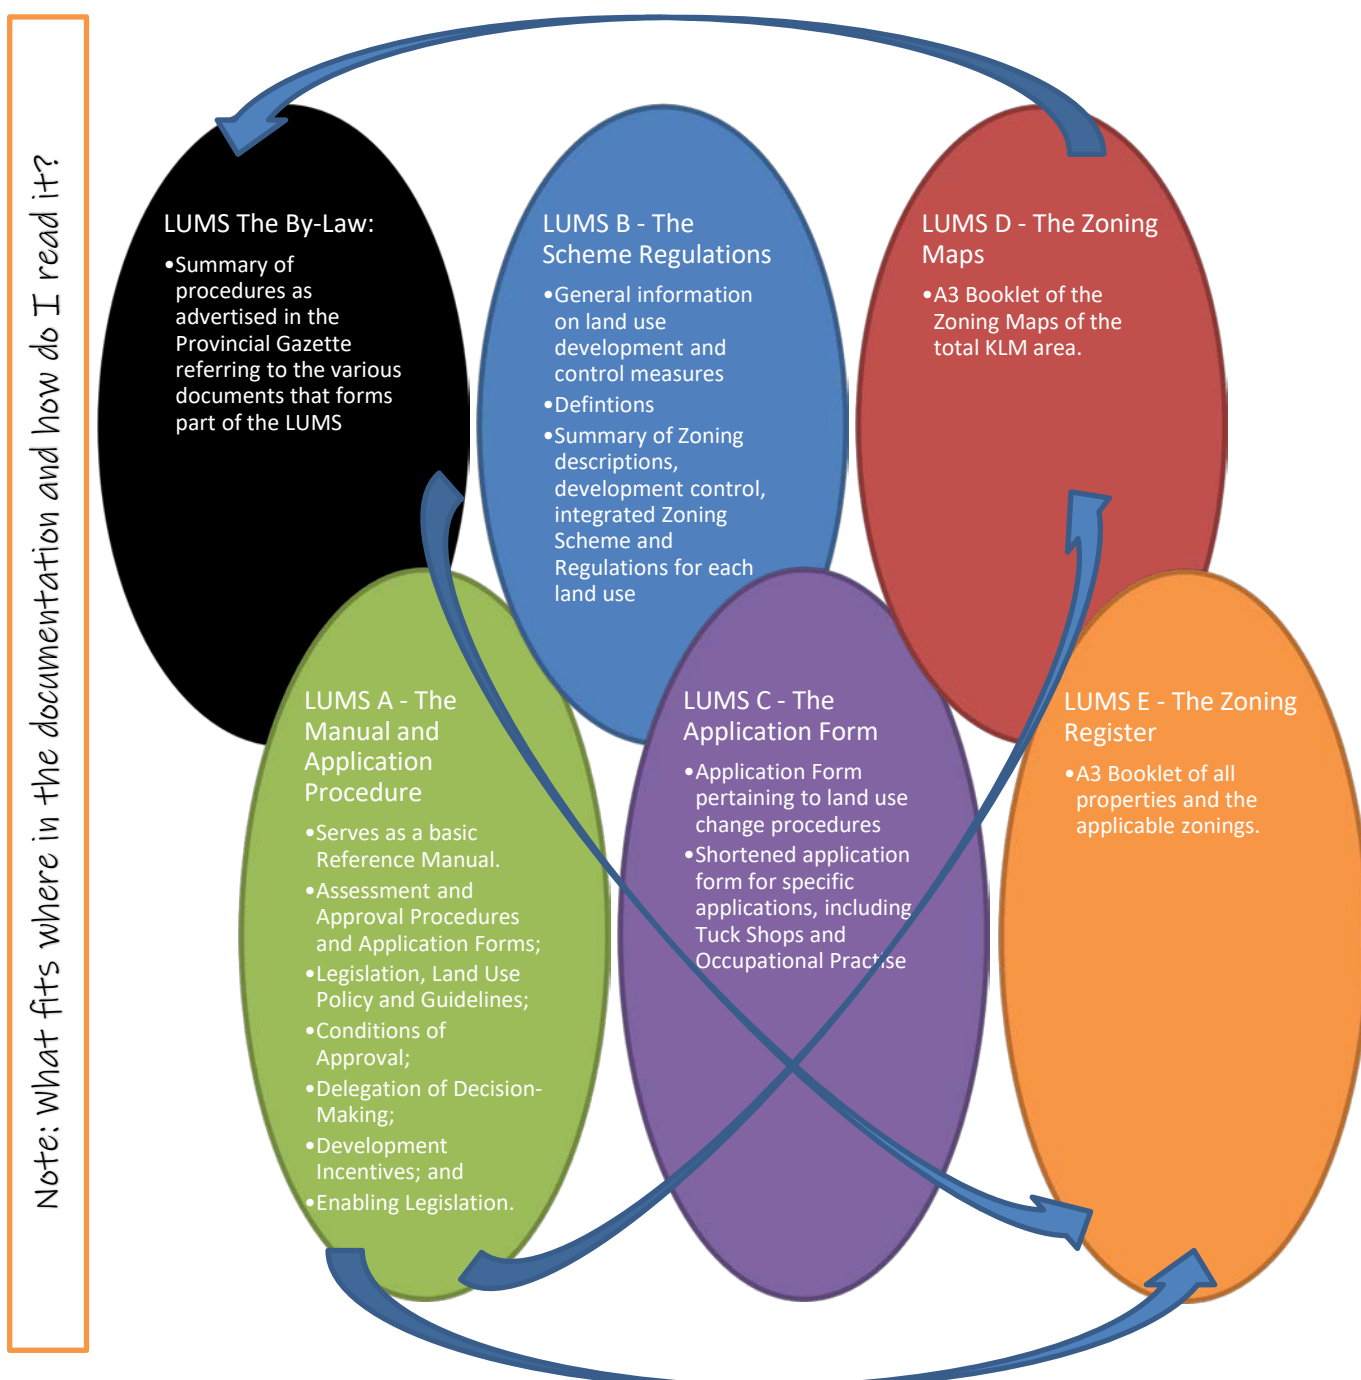 Note: What fits where in the documentation and how do I read it?
LUMS The By-Law:
•Summary of
procedures as
advertised in the
Provincial Gazette
referring to the various
documents that forms
part of the LUMS
LUMS B - The
Scheme Regulations
•General information
on land use
development and
control measures
•Defintions
•Summary of Zoning
descriptions,
development control,
integrated Zoning
Scheme and
Regulations for each
land use
LUMS D - The Zoning
Maps
•A3 Booklet of the
Zoning Maps of the
total KLM area.
LUMS A - The
Manual and
Application
Procedure
•Serves as a basic
Reference Manual.
•Assessment and
Approval Procedures
and Application Forms;
•Legislation, Land Use
Policy and Guidelines;
•Conditions of
Approval;
•Delegation of Decision-
Making;
•Development
Incentives; and
•Enabling Legislation.
LUMS C - The
Application Form
•Application Form
pertaining to land use
change procedures
•Shortened application
form for specific
applications, including
Tuck Shops and
Occupational Practise
LUMS E - The Zoning
Register
•A3 Booklet of all
properties and the
applicable zonings.